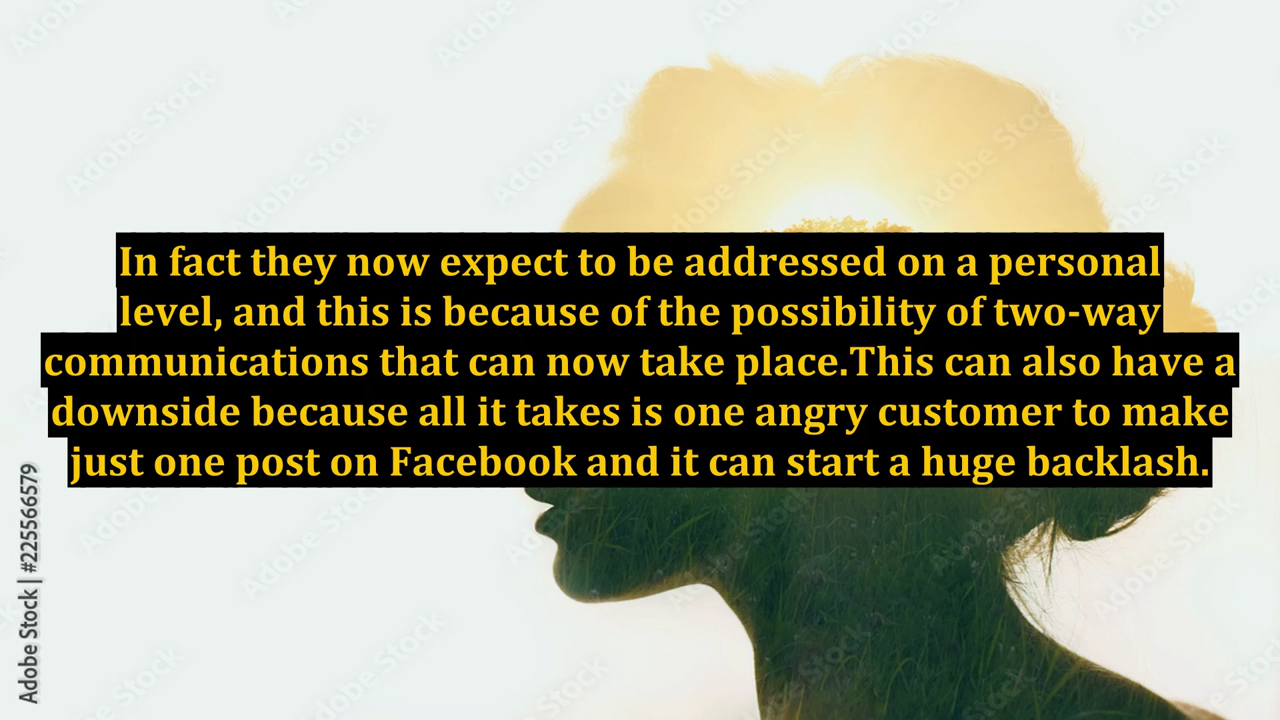 In fact they now expect to be addressed on a personal
level, and this is because of the possibility of two-way
communications that can now take place.This can also have a
downside because all it takes is one angry customer to make
just one post on Facebook and it can start a huge backlash.
Adobe Stock | #225566579